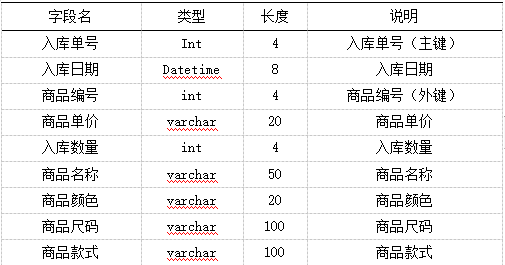 字段名 类型 长度 说明
入库单号 Int 4 入库单号（主键）
入库日期 Datetime 8 入库日期
商品编号 int 4 商品编号（外键）
商品单价 varchar 20 商品单价
入库数量 int 4 入库数量
商品名称 varchar 50 商品名称
商品颜色 varchar 20 商品颜色
商品尺码 varchar 100 商品尺码
商品款式 varchar 100 商品款式